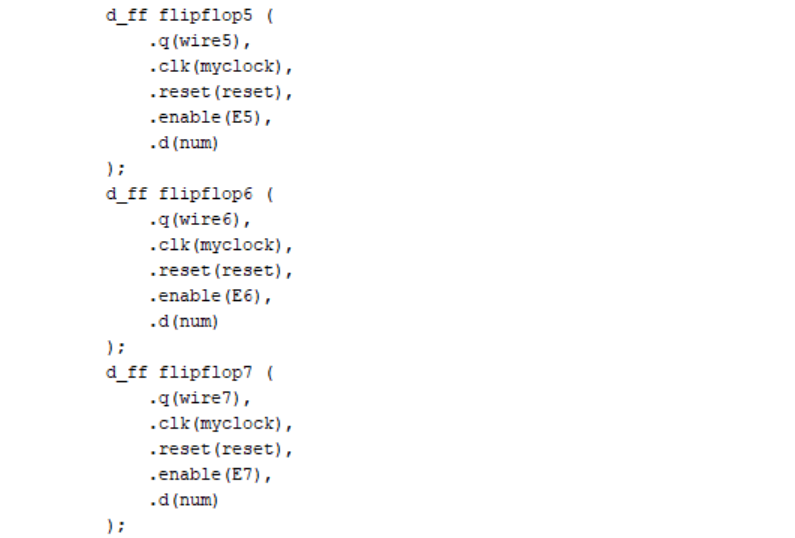 d_ff flipflop5 (
    .q(wire5),
    .clk(myclock),
    .reset(reset),
    .enable(E5),
    .d(num)
);
d_ff flipflop6 (
    .q(wire6),
    .clk(myclock),
    .reset(reset),
    .enable(E6),
    .d(num)
);
d_ff flipflop7 (
    .q(wire7),
    .clk(myclock),
    .reset(reset),
    .enable(E7),
    .d(num)
);